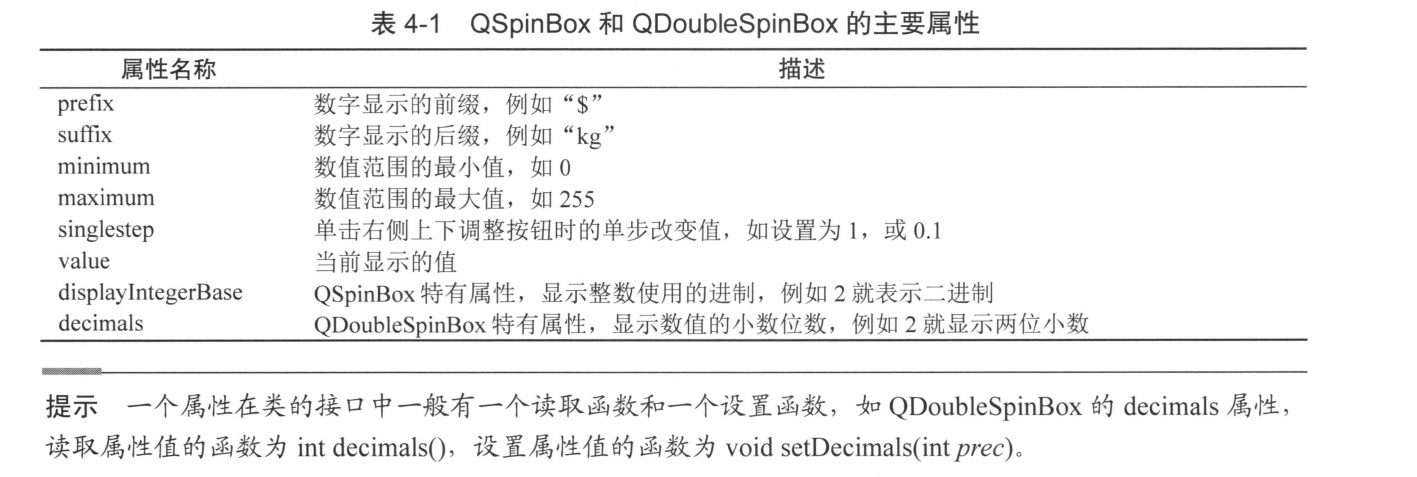 表 4-1 QSpinBox 和 QDoubleSpinBox 的主要属性
属性名称 描述
prefix 数字显示的前缀，例如“$”
suffix 数字显示的后缀，例如“kg”
minimum 数值范围的最小值，如 0
maximum 数值范围的最大值，如 255
singlestep 单击右侧上下调整按钮时的单步改变值，如设置为 1，或 0.1
value 当前显示的值
displayIntegerBase QSpinBox 特有属性，显示整数使用的进制，例如 2 就表示二进制
decimals QDoubleSpinBox 特有属性，显示数值的小数位数，例如 2 就显示两位小数
提示 一个属性在类的接口中一般有一个读取函数和一个设置函数，如 QDoubleSpinBox 的 decimals 属性，
读取属性值的函数为 int decimals()，设置属性值的函数为 void setDecimals(int prec)。